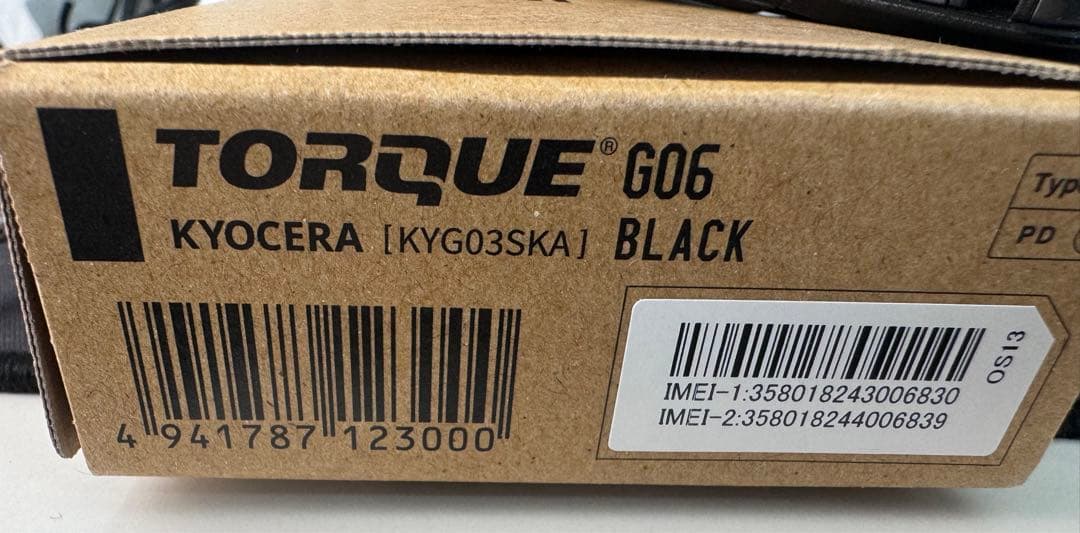 TORQUE® G06
KYOCERA [KYG03SKA] BLACK
Typ
PD
4 941787 123000
IMEI-1:358018243006830
IMEI-2:358018244006839
OS13